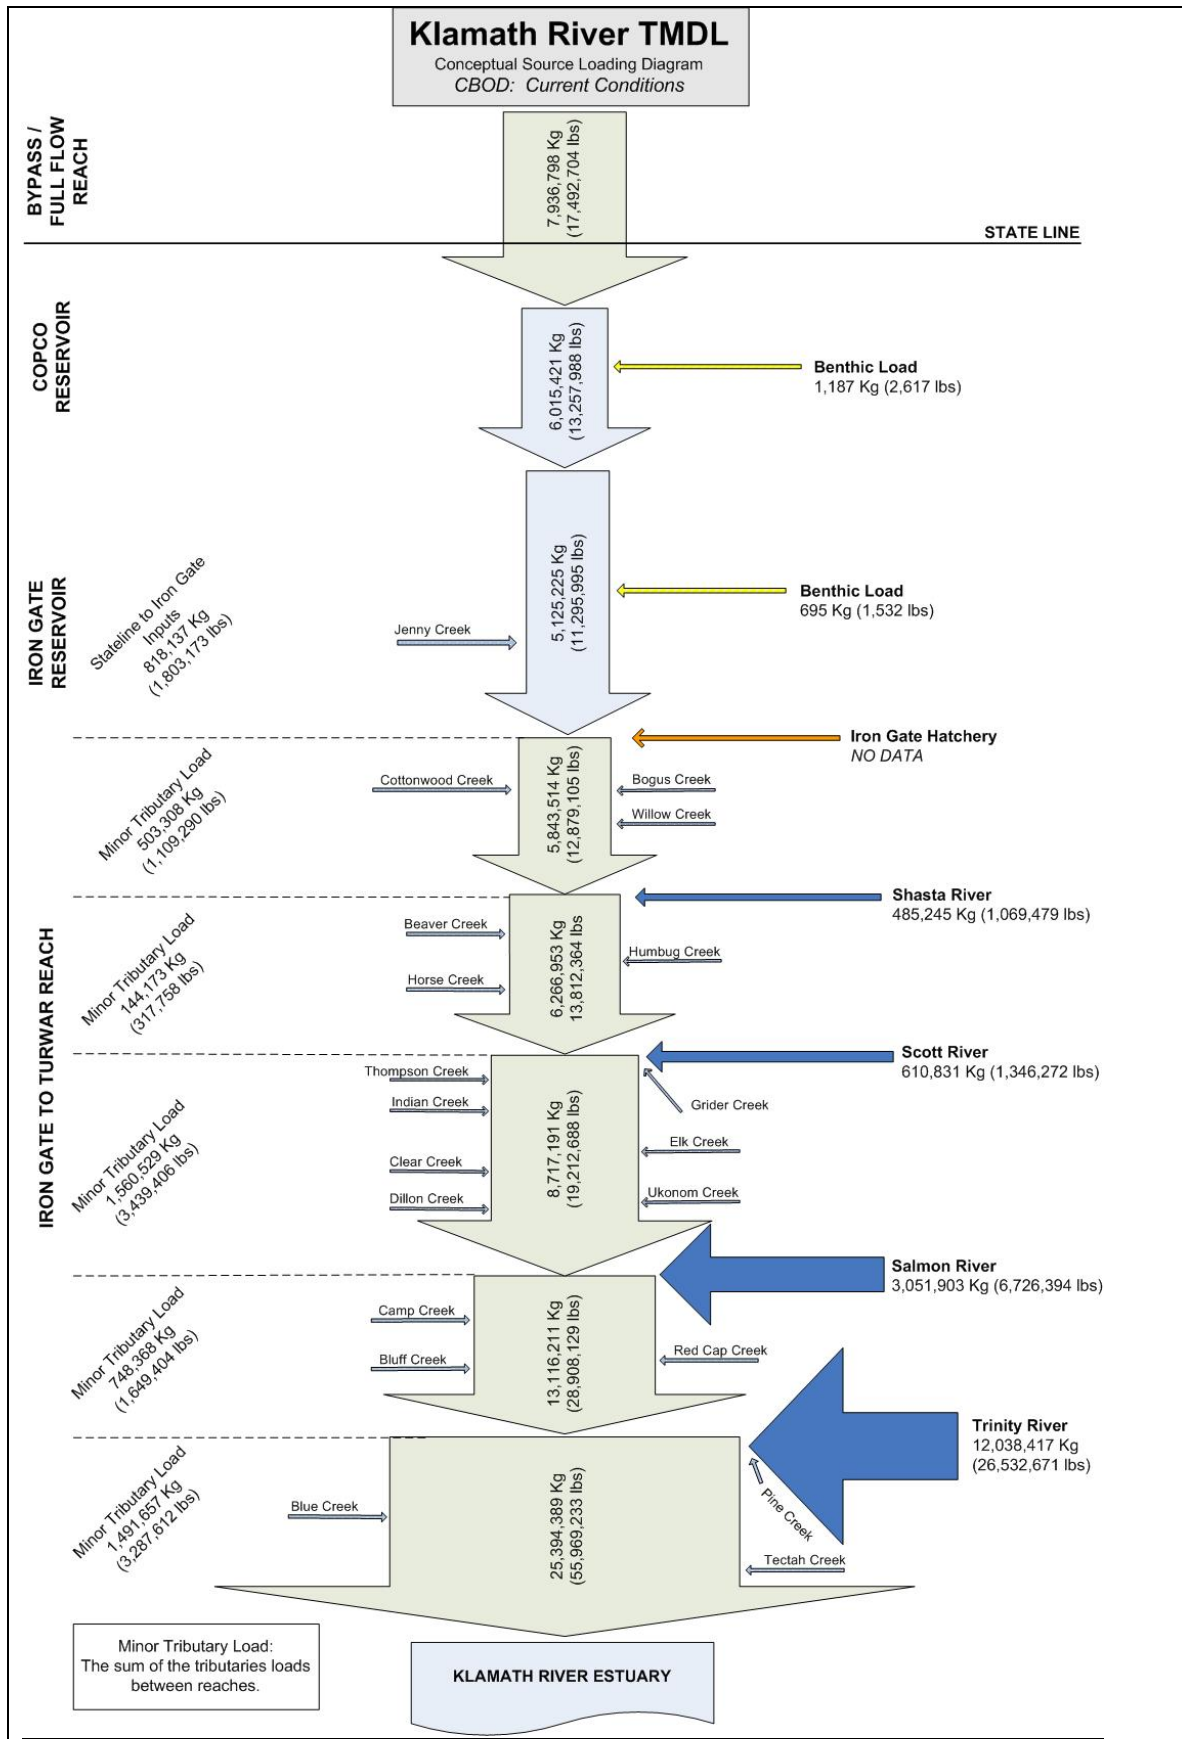 Klamath River TMDL
Conceptual Source Loading Diagram
CBOD: Current Conditions
BYPASS /
FULL FLOW
REACH
7,936,798 Kg
(17,492,704 lbs)
STATE LINE
COPCO
RESERVOIR
6,015,421 Kg
(13,257,988 lbs)
Benthic Load
1,187 Kg (2,617 lbs)
IRON GATE
RESERVOIR
Stateline to Iron Gate
Inputs
818,137 Kg
(1,803,173 lbs)
Jenny Creek
5,125,225 Kg
(11,295,995 lbs)
Benthic Load
695 Kg (1,532 lbs)
Iron Gate Hatchery
NO DATA
IRON GATE TO TURWAR REACH
Minor Tributary Load
503,308 Kg
(1,109,290 lbs)
Cottonwood Creek
5,843,514 Kg
(12,879,105 lbs)
Bogus Creek
Willow Creek
Shasta River
485,245 Kg (1,069,479 lbs)
Minor Tributary Load
144,173 Kg
(317,758 lbs)
Beaver Creek
Horse Creek
6,266,953 Kg
13,812,364 lbs
Humbug Creek
Scott River
610,831 Kg (1,346,272 lbs)
Minor Tributary Load
1,560,529 Kg
(3,439,406 lbs)
Thompson Creek
Indian Creek
Clear Creek
Dillon Creek
8,717,191 Kg
(19,212,688 lbs)
Grider Creek
Elk Creek
Ukonom Creek
Salmon River
3,051,903 Kg (6,726,394 lbs)
Minor Tributary Load
748,368 Kg
(1,649,404 lbs)
Camp Creek
Bluff Creek
13,116,211 Kg
(28,908,129 lbs)
Red Cap Creek
Trinity River
12,038,417 Kg
(26,532,671 lbs)
Minor Tributary Load
1,491,657 Kg
(3,287,612 lbs)
Blue Creek
25,394,389 Kg
(55,969,233 lbs)
Pine Creek
Tectah Creek
Minor Tributary Load:
The sum of the tributaries loads
between reaches.
KLAMATH RIVER ESTUARY